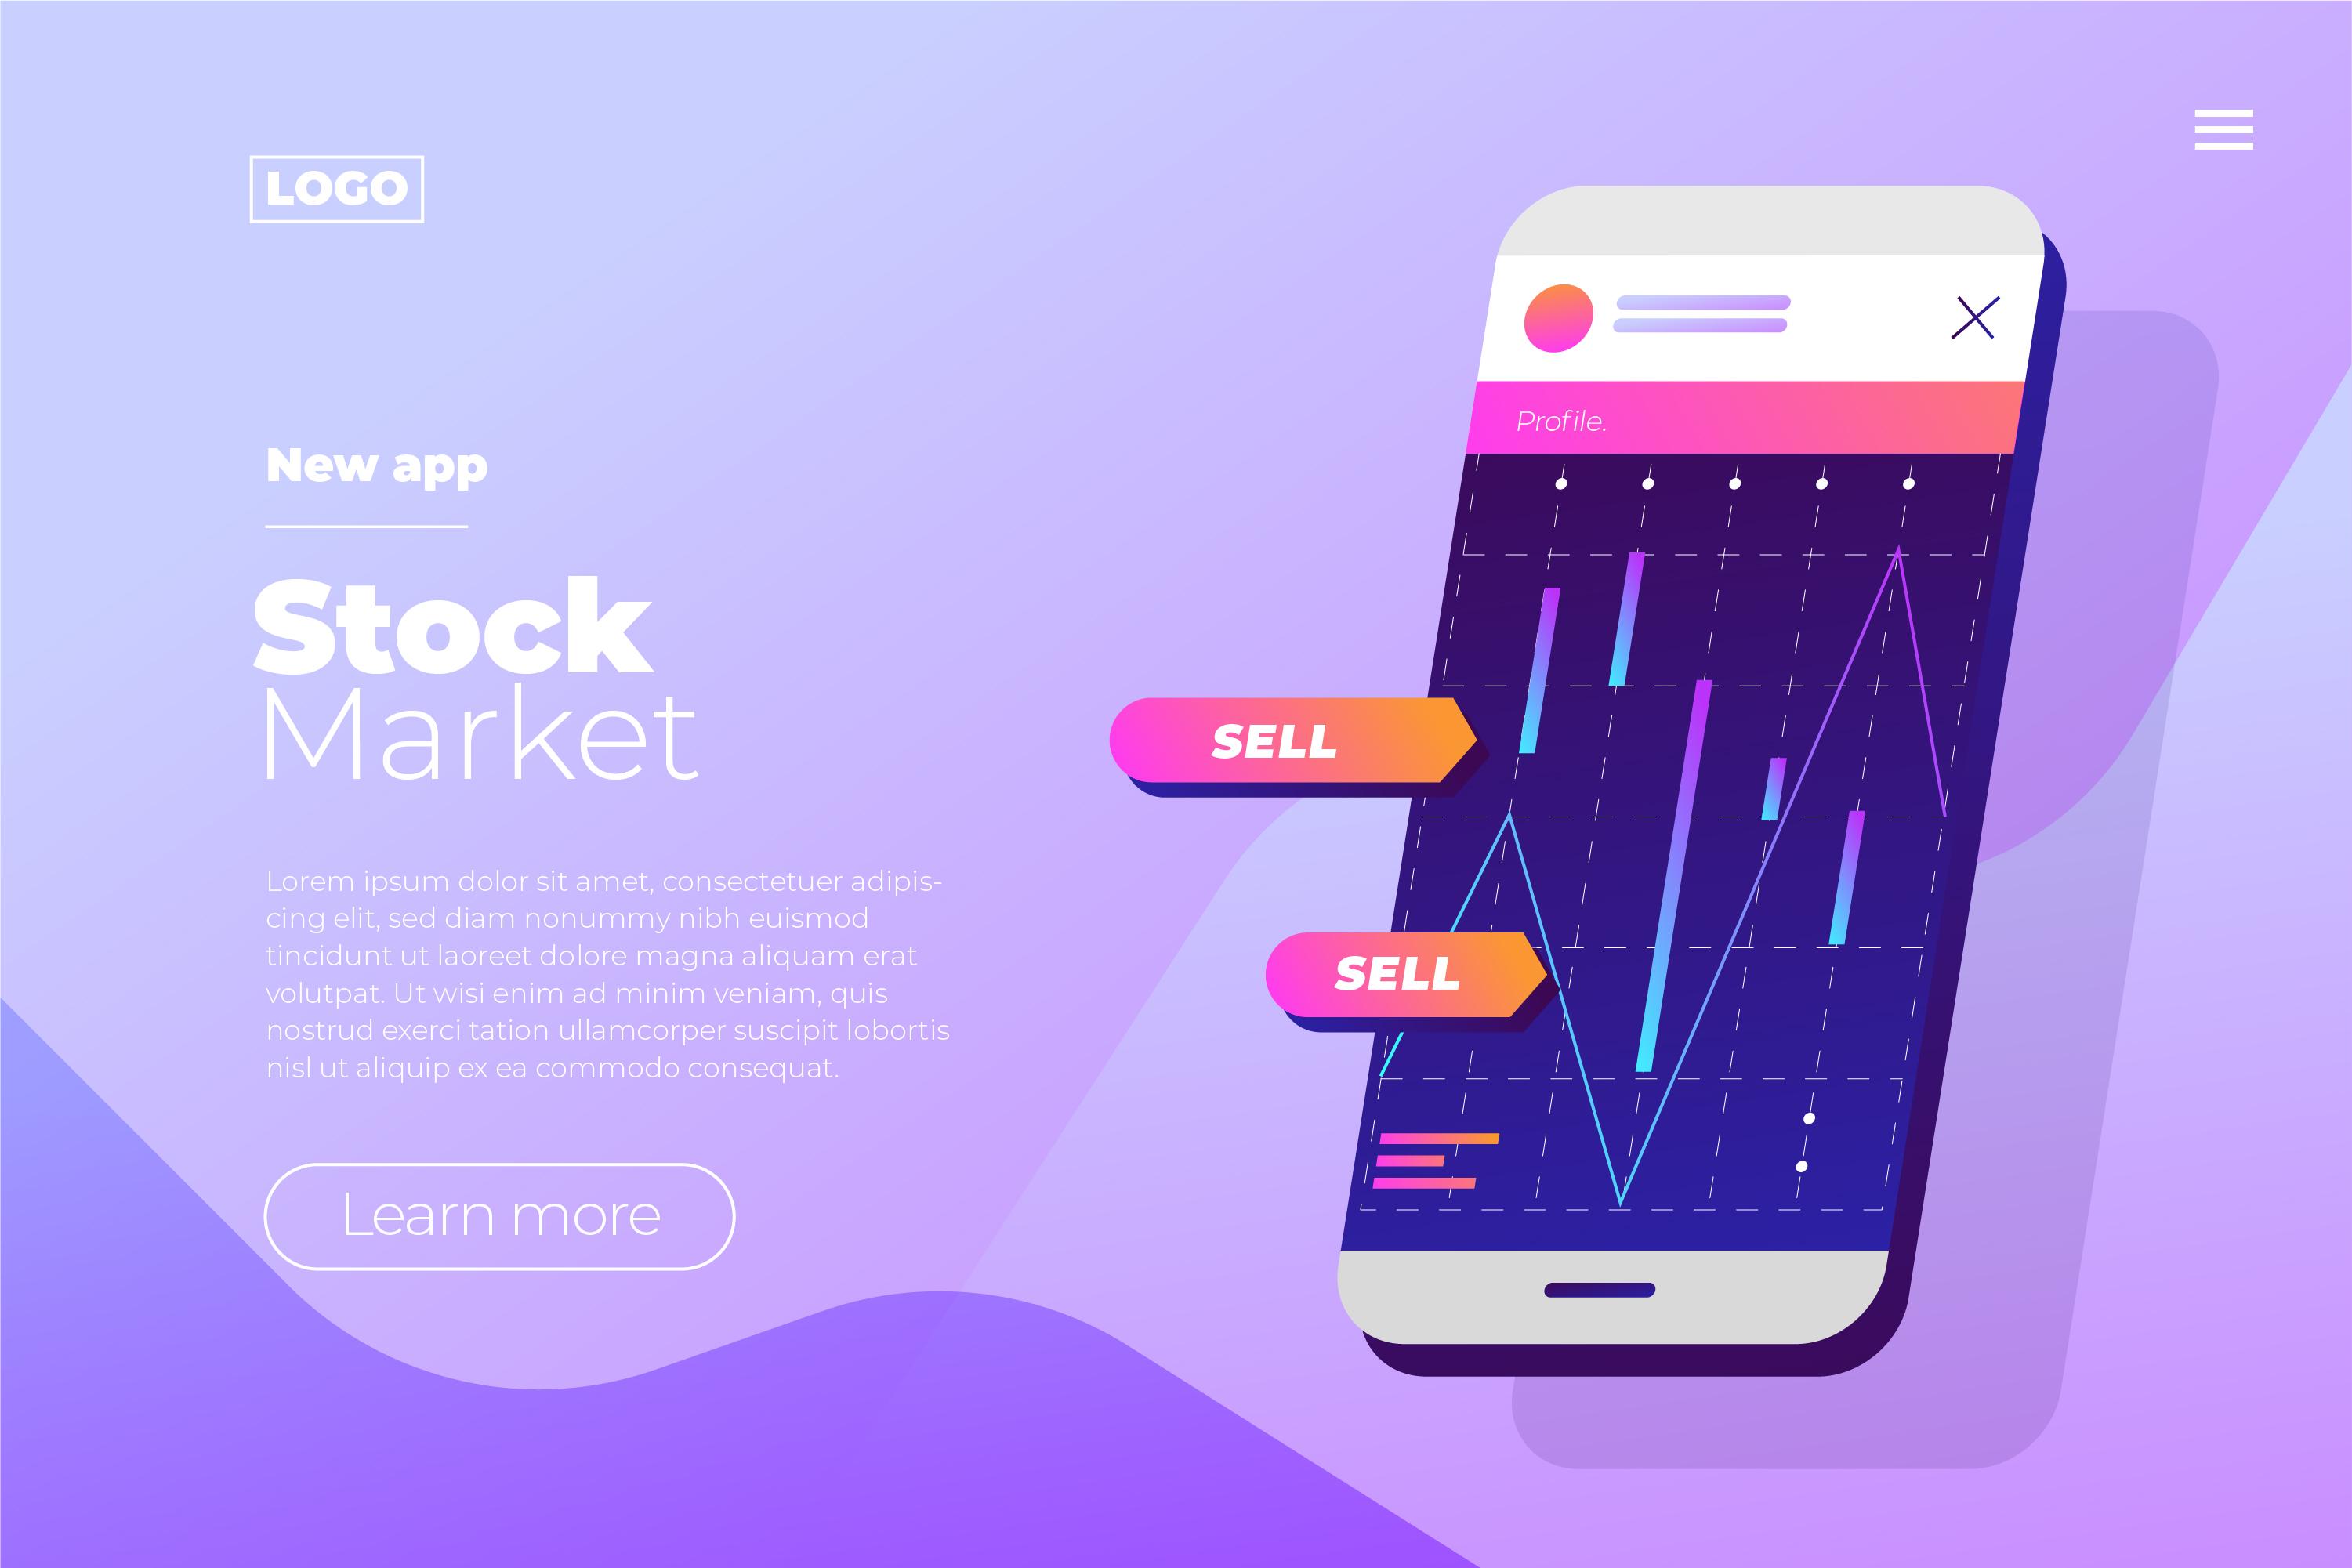 LOGO
New app
Stock
Market
Lorem ipsum dolor sit amet, consectetuer adipis-
cing elit, sed diam nonummy nibh euismod
tincidunt ut laoreet dolore magna aliquam erat
volutpat. Ut wisi enim ad minim veniam, quis
nostrud exerci tation ullamcorper suscipit lobortis
nisl ut aliquip ex ea commodo consequat.
Learn more
Profile.
SELL
SELL